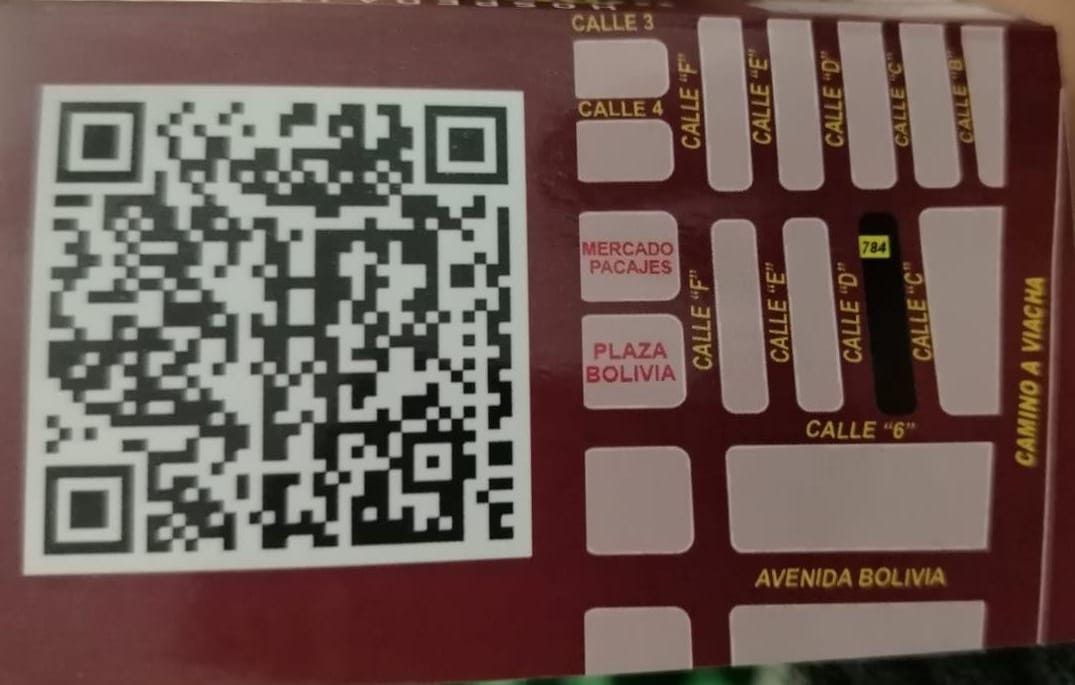 CALLE 3
CALLE 4
CALLE "F"
CALLE "E"
CALLE "D"
CALLE "C"
CALLE "B"
MERCADO
PACAJES
PLAZA
BOLIVIA
CALLE "F"
CALLE "E"
CALLE "D"
784
CALLE "C"
CAMINO A VIACHA
CALLE "6"
AVENIDA BOLIVIA